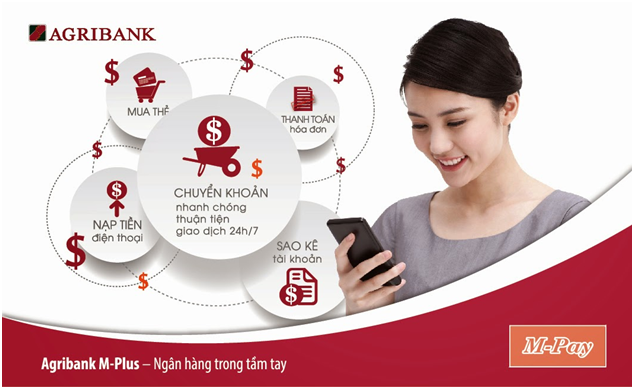 AGRIBANK
MUA THẺ
THANH TOÁN
hóa đơn
CHUYỂN KHOẢN
nhanh chóng
thuận tiện
giao dịch 24h/7
NẠP TIỀN
điện thoại
SAO KÊ
tài khoản
Agribank M-Plus – Ngân hàng trong tầm tay
M-Pay